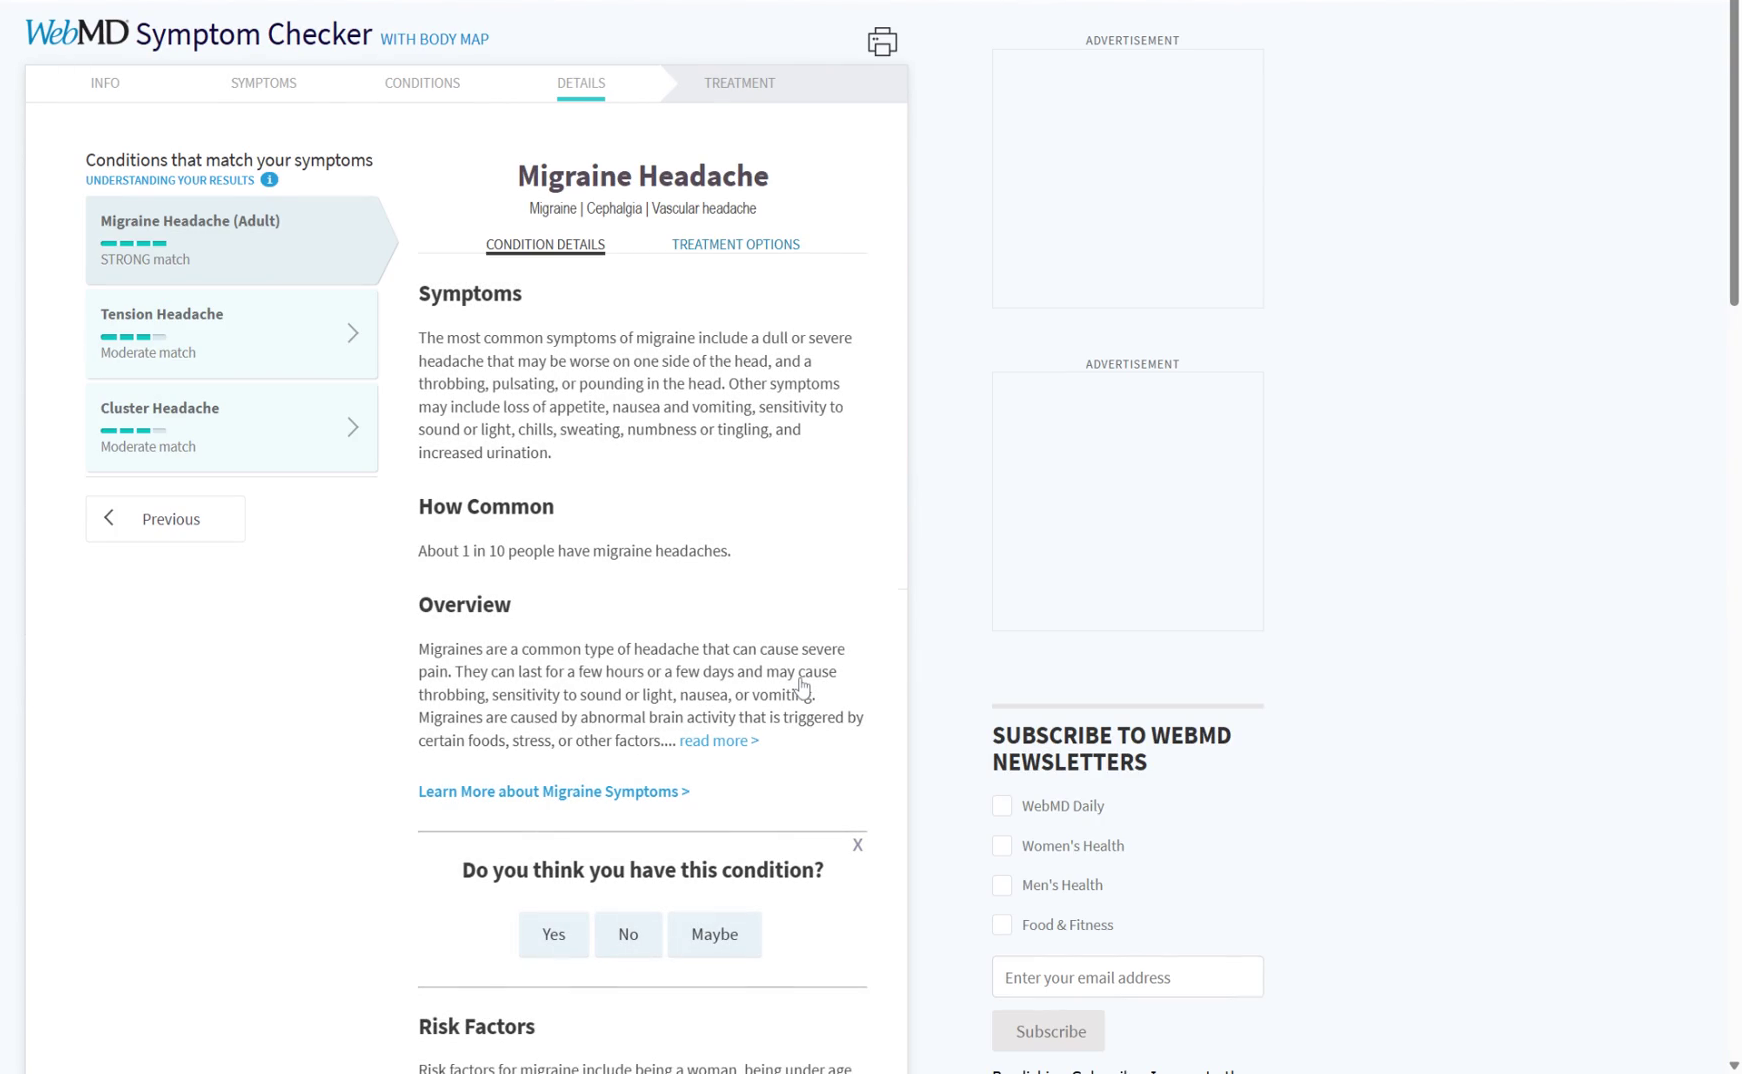 WebMD Symptom Checker WITH BODY MAP
INFO
SYMPTOMS
CONDITIONS
DETAILS
TREATMENT
Conditions that match your symptoms
UNDERSTANDING YOUR RESULTS i
Migraine Headache (Adult)
STRONG match
Tension Headache
Moderate match
Cluster Headache
Moderate match
Previous
Migraine Headache
Migraine | Cephalgia | Vascular headache
CONDITION DETAILS
TREATMENT OPTIONS
Symptoms
The most common symptoms of migraine include a dull or severe
headache that may be worse on one side of the head, and a
throbbing, pulsating, or pounding in the head. Other symptoms
may include loss of appetite, nausea and vomiting, sensitivity to
sound or light, chills, sweating, numbness or tingling, and
increased urination.
How Common
About 1 in 10 people have migraine headaches.
Overview
Migraines are a common type of headache that can cause severe
pain. They can last for a few hours or a few days and may cause
throbbing, sensitivity to sound or light, nausea, or vomiting.
Migraines are caused by abnormal brain activity that is triggered by
certain foods, stress, or other factors.... read more >
Learn More about Migraine Symptoms >
X
Do you think you have this condition?
Yes
No
Maybe
Risk Factors
Risk factors for migraine include being a woman, being under age
ADVERTISEMENT
ADVERTISEMENT
SUBSCRIBE TO WEBMD
NEWSLETTERS
WebMD Daily
Women's Health
Men's Health
Food & Fitness
Enter your email address
Subscribe